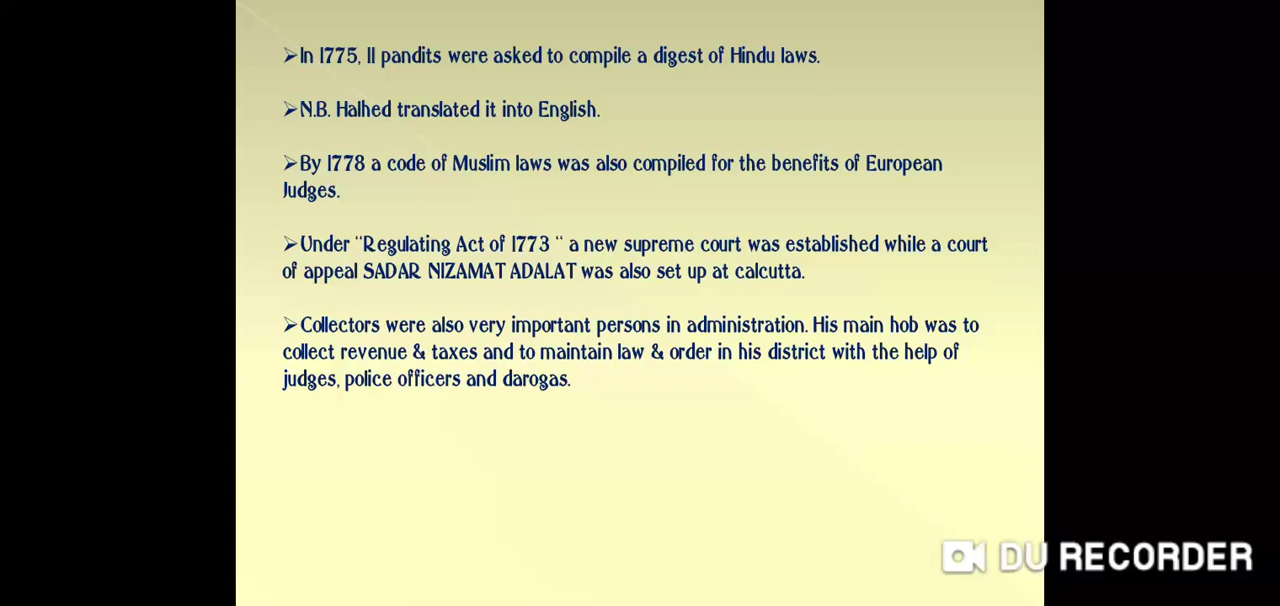 ➢In 1775, 11 pandits were asked to compile a digest of Hindu laws.
➢N.B. Halhed translated it into English.
➢By 1778 a code of Muslim laws was also compiled for the benefits of European
Judges.
➢Under “Regulating Act of 1773 “ a new supreme court was established while a court
of appeal SADAR NIZAMAT ADALAT was also set up at calcutta.
➢Collectors were also very important persons in administration. His main hob was to
collect revenue & taxes and to maintain law & order in his district with the help of
judges, police officers and darogas.
DU RECORDER